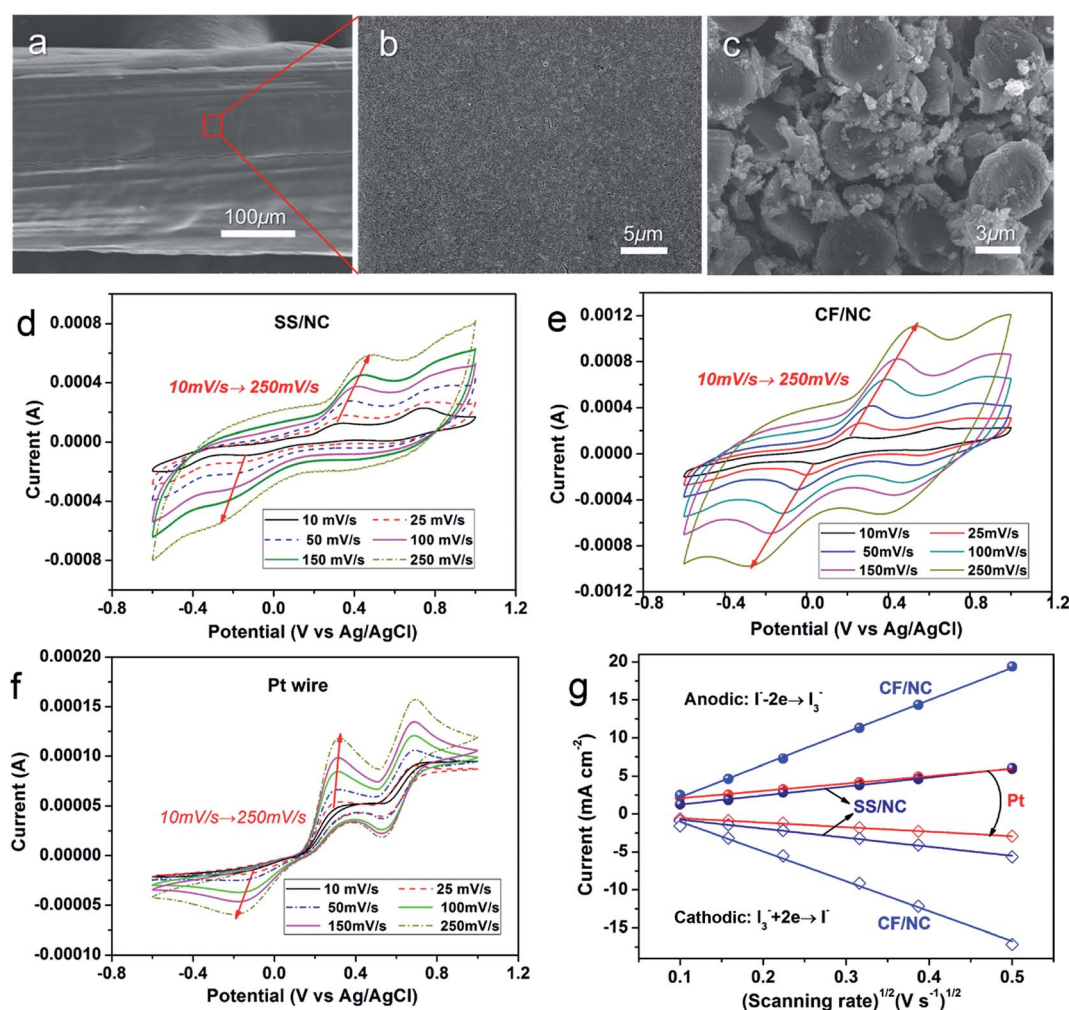 a
100µm
b
5µm
c
3µm
d
SS/NC
10mV/s→ 250mV/s
0.0008
0.0004
0.0000
-0.0004
-0.0008
Current (A)
10 mV/s
25 mV/s
50 mV/s
100 mV/s
150 mV/s
250 mV/s
-0.8 -0.4 0.0 0.4 0.8 1.2
Potential (V vs Ag/AgCl)
e
CF/NC
10mV/s→ 250mV/s
0.0012
0.0008
0.0004
0.0000
-0.0004
-0.0008
-0.0012
Current (A)
10mV/s
25mV/s
50mV/s
100mV/s
150mV/s
250mV/s
-0.8 -0.4 0.0 0.4 0.8 1.2
Potential (V vs Ag/AgCl)
f
Pt wire
10mV/s→250mV/s
0.00020
0.00015
0.00010
0.00005
0.00000
-0.00005
-0.00010
Current (A)
10 mV/s
25 mV/s
50mV/s
100mV/s
150mV/s
250mV/s
-0.8 -0.4 0.0 0.4 0.8 1.2
Potential (V vs Ag/AgCl)
g
Anodic: I⁻-2e→ I₃⁻
CF/NC
SS/NC
Pt
Cathodic: I₃⁻+2e→ I⁻
CF/NC
20
15
10
5
0
-5
-10
-15
Current (mA cm⁻²)
0.1 0.2 0.3 0.4 0.5
(Scanning rate)¹/²(V s⁻¹)¹/²